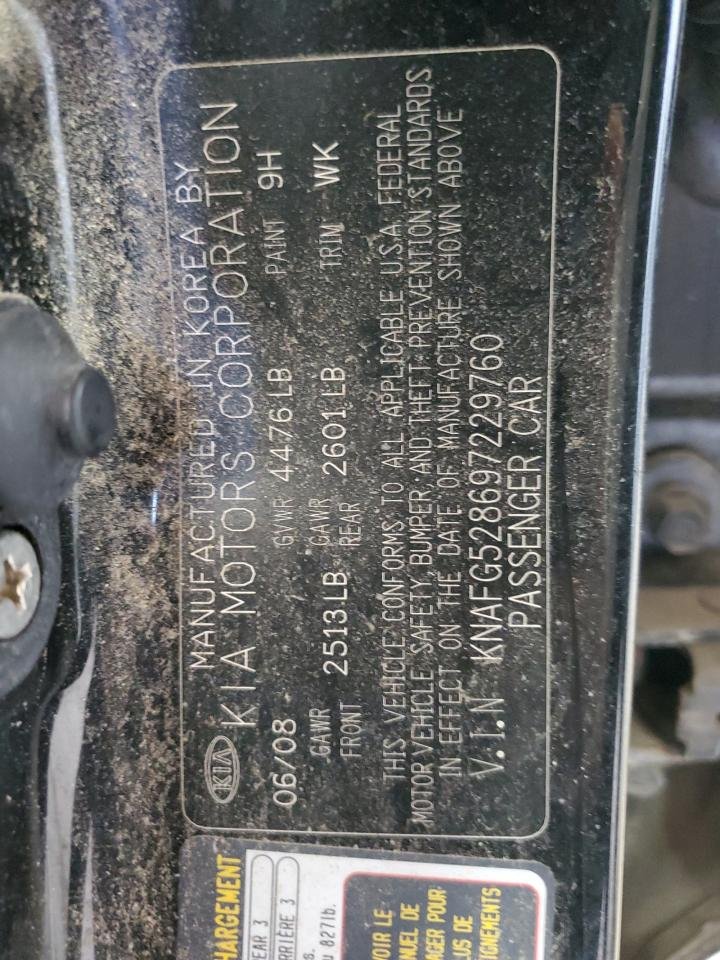 KIA
MANUFACTURED IN KOREA BY
KIA MOTORS CORPORATION
06/08 GVWR 4476 LB PAINT 9H
GAWR FRONT 2513 LB GAWR REAR 2601 LB TRIM WK
THIS VEHICLE CONFORMS TO ALL APPLICABLE U.S.A. FEDERAL
MOTOR VEHICLE SAFETY, BUMPER, AND THEFT PREVENTION STANDARDS
IN EFFECT ON THE DATE OF MANUFACTURE SHOWN ABOVE
V.I.N KNAFG528697229760
PASSENGER CAR
HARGEMENT
EAR 3
RRIÈRE 3
827lb.
VOIR LE
NUEL DE
AGER POUR
US DE
IGNEMENTS